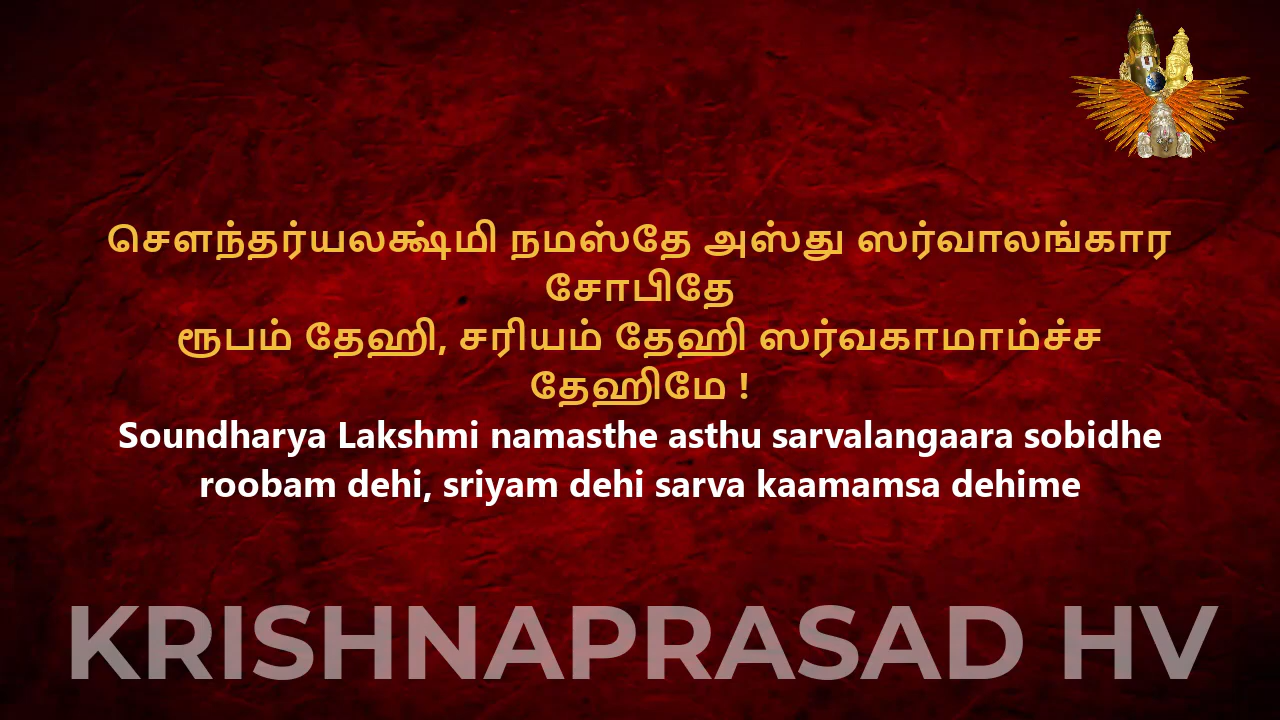 சௌந்தர்யலக்ஷ்மி நமஸ்தே அஸ்து ஸர்வாலங்கார
சோபிதே
ரூபம் தேஹி, சரியம் தேஹி ஸர்வகாமாம்ச்ச
தேஹிமே !
Soundharya Lakshmi namasthe asthu sarvalangaara sobidhe
roobam dehi, sriyam dehi sarva kaamamsa dehime
KRISHNAPRASAD HV